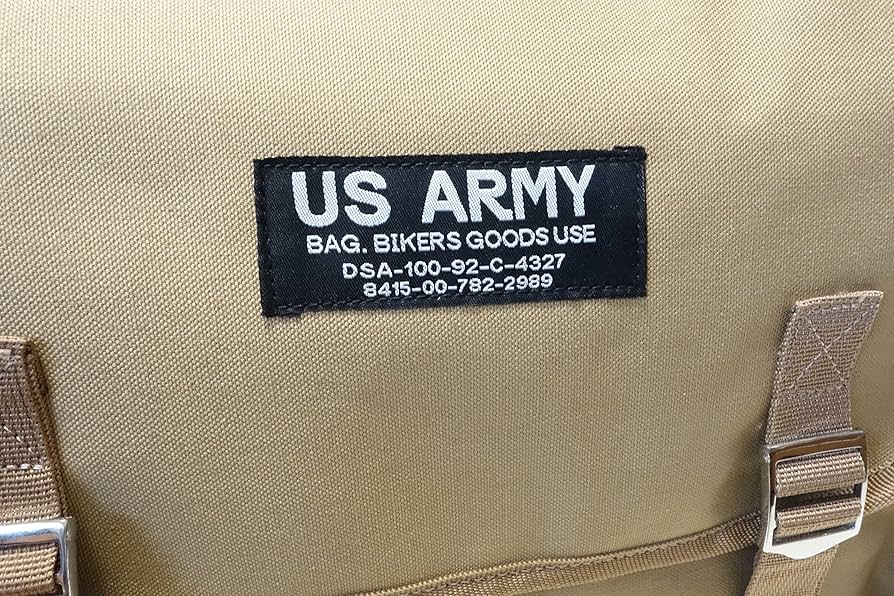 US ARMY
BAG. BIKERS GOODS USE
DSA-100-92-C-4327
8415-00-782-2989